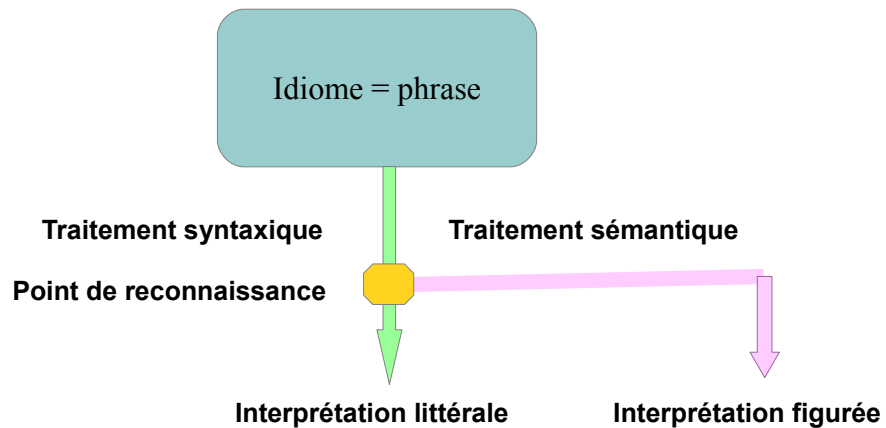 Idiome = phrase
Traitement syntaxique
Traitement sémantique
Point de reconnaissance
Interprétation littérale
Interprétation figurée